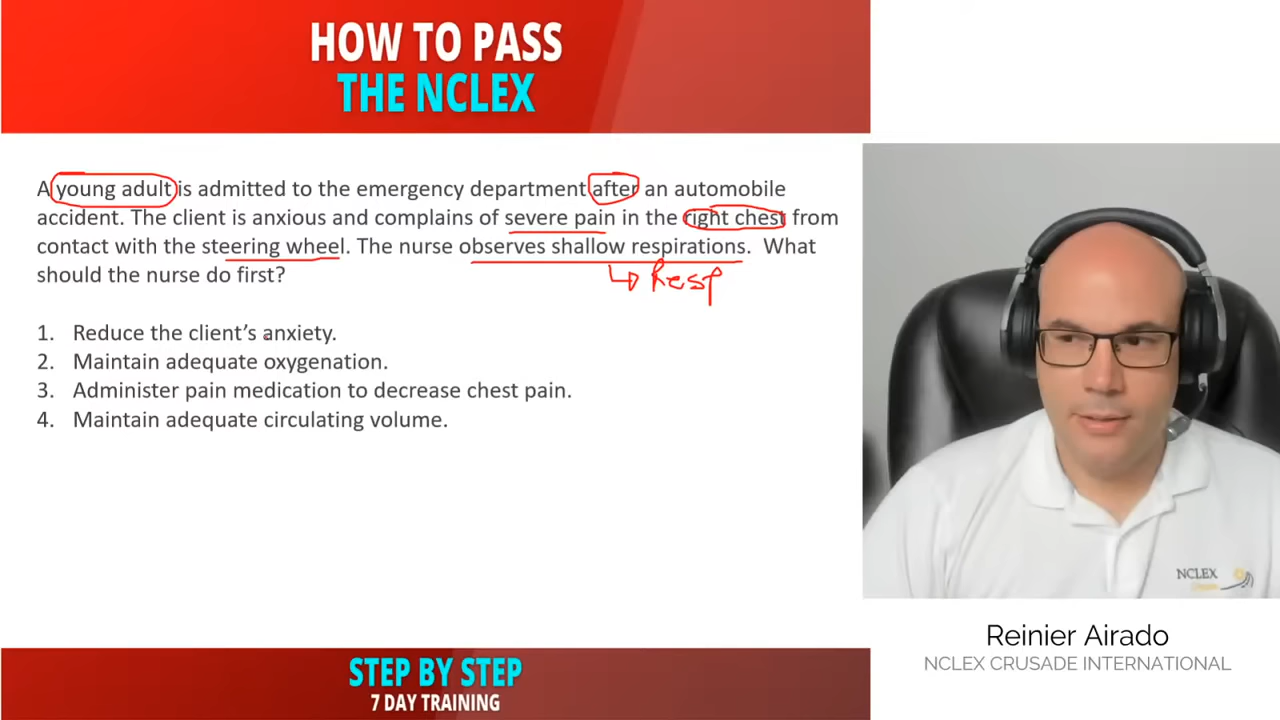 HOW TO PASS
THE NCLEX
A young adult is admitted to the emergency department after an automobile
accident. The client is anxious and complains of severe pain in the right chest from
contact with the steering wheel. The nurse observes shallow respirations.  What
should the nurse do first?
Resp
1. Reduce the client's anxiety.
2. Maintain adequate oxygenation.
3. Administer pain medication to decrease chest pain.
4. Maintain adequate circulating volume.
NCLEX
Reinier Airado
NCLEX CRUSADE INTERNATIONAL
STEP BY STEP
7 DAY TRAINING